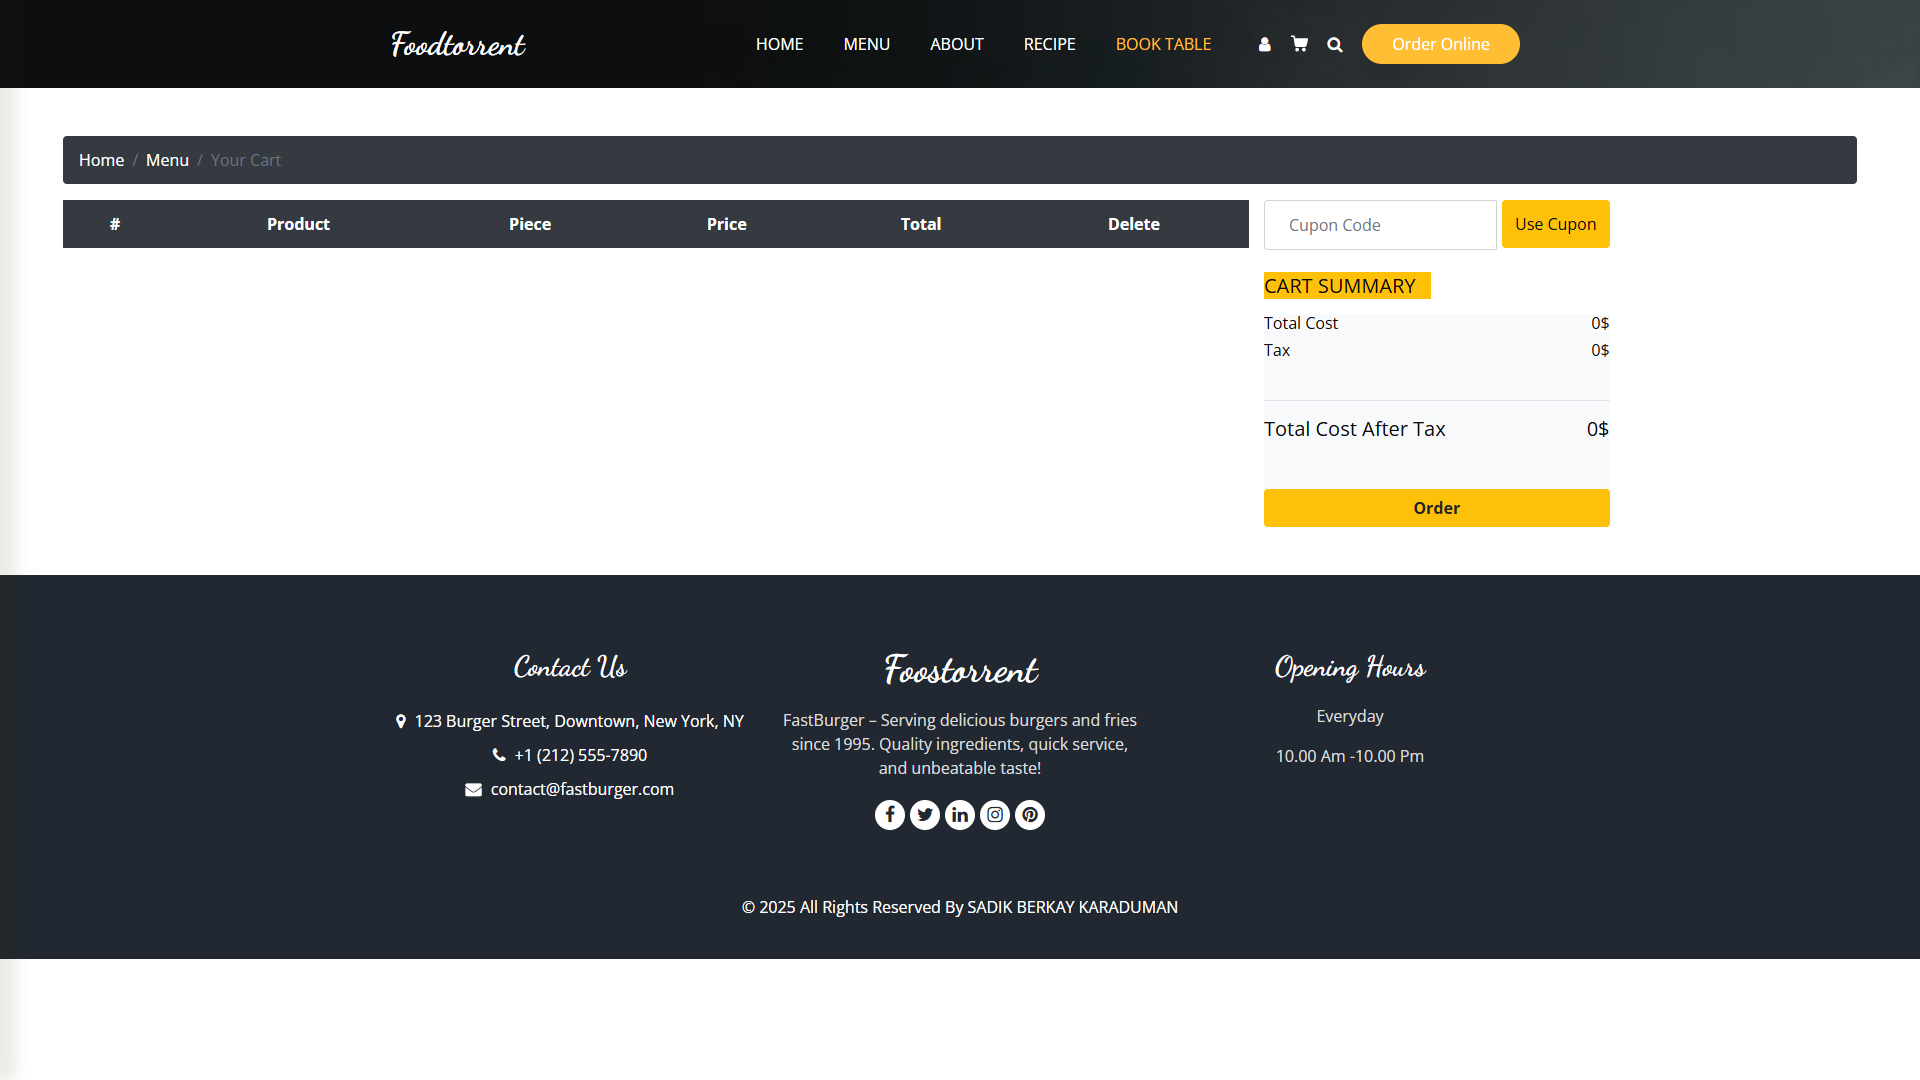 Foodtorrent
HOME MENU ABOUT RECIPE BOOK TABLE Order Online
Home / Menu / Your Cart
# Product Piece Price Total Delete
Cupon Code Use Cupon
CART SUMMARY
Total Cost 0$
Tax 0$
Total Cost After Tax 0$
Order
Contact Us
123 Burger Street, Downtown, New York, NY
+1 (212) 555-7890
contact@fastburger.com
Foostorrent
FastBurger – Serving delicious burgers and fries
since 1995. Quality ingredients, quick service,
and unbeatable taste!
Opening Hours
Everyday
10.00 Am -10.00 Pm
© 2025 All Rights Reserved By SADIK BERKAY KARADUMAN